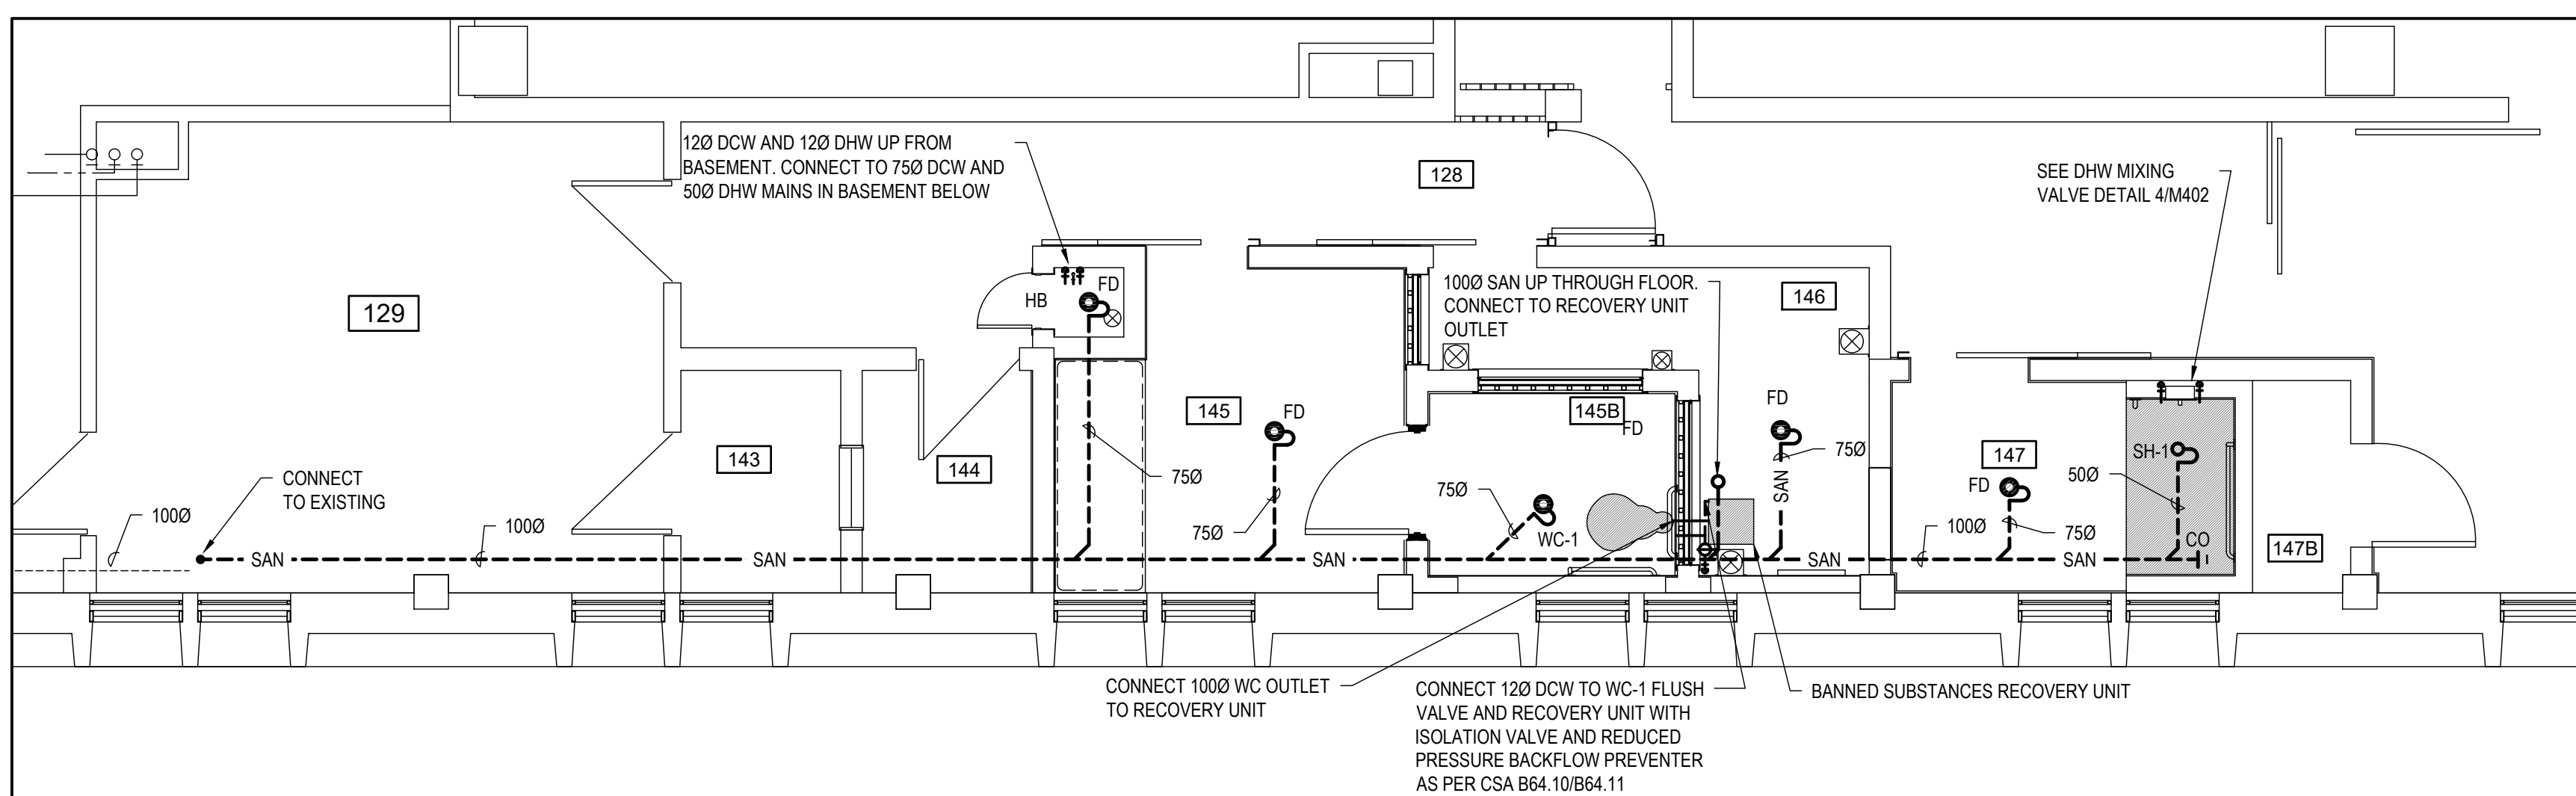 12Ø DCW AND 12Ø DHW UP FROM
BASEMENT. CONNECT TO 75Ø DCW AND
50Ø DHW MAINS IN BASEMENT BELOW
128
SEE DHW MIXING
VALVE DETAIL 4/M402
129
HB
FD
100Ø SAN UP THROUGH FLOOR.
CONNECT TO RECOVERY UNIT
OUTLET
146
145
FD
145B
FD
FD
143
144
75Ø
75Ø
147
SH-1
CONNECT
TO EXISTING
75Ø
SAN
FD
50Ø
100Ø
100Ø
75Ø
WC-1
100Ø
75Ø
CO
147B
SAN
SAN
SAN
SAN
SAN
CONNECT 100Ø WC OUTLET
TO RECOVERY UNIT
CONNECT 12Ø DCW TO WC-1 FLUSH
VALVE AND RECOVERY UNIT WITH
ISOLATION VALVE AND REDUCED
PRESSURE BACKFLOW PREVENTER
AS PER CSA B64.10/B64.11
BANNED SUBSTANCES RECOVERY UNIT